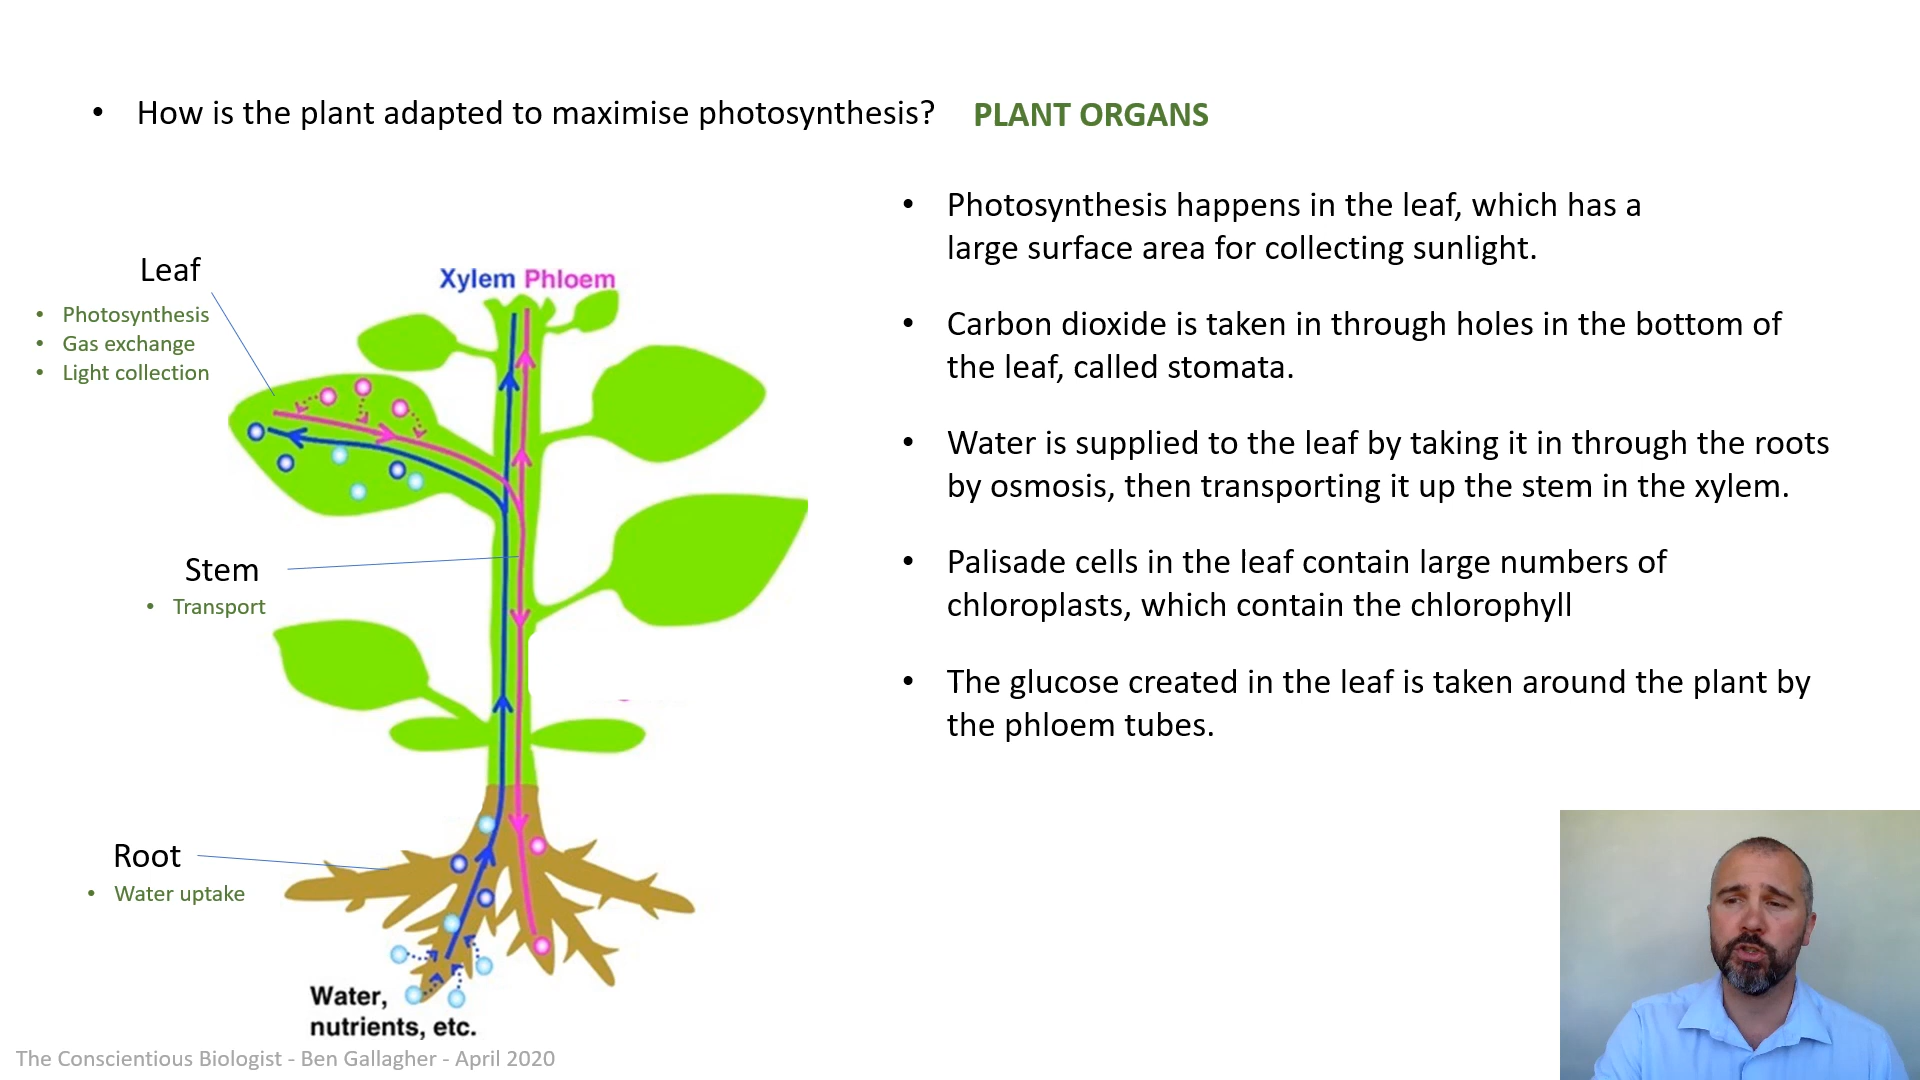 • How is the plant adapted to maximise photosynthesis? PLANT ORGANS
Leaf
• Photosynthesis
• Gas exchange
• Light collection
Xylem Phloem
Stem
• Transport
Root
• Water uptake
Water,
nutrients, etc.
• Photosynthesis happens in the leaf, which has a
large surface area for collecting sunlight.
• Carbon dioxide is taken in through holes in the bottom of
the leaf, called stomata.
• Water is supplied to the leaf by taking it in through the roots
by osmosis, then transporting it up the stem in the xylem.
• Palisade cells in the leaf contain large numbers of
chloroplasts, which contain the chlorophyll
• The glucose created in the leaf is taken around the plant by
the phloem tubes.
The Conscientious Biologist - Ben Gallagher - April 2020